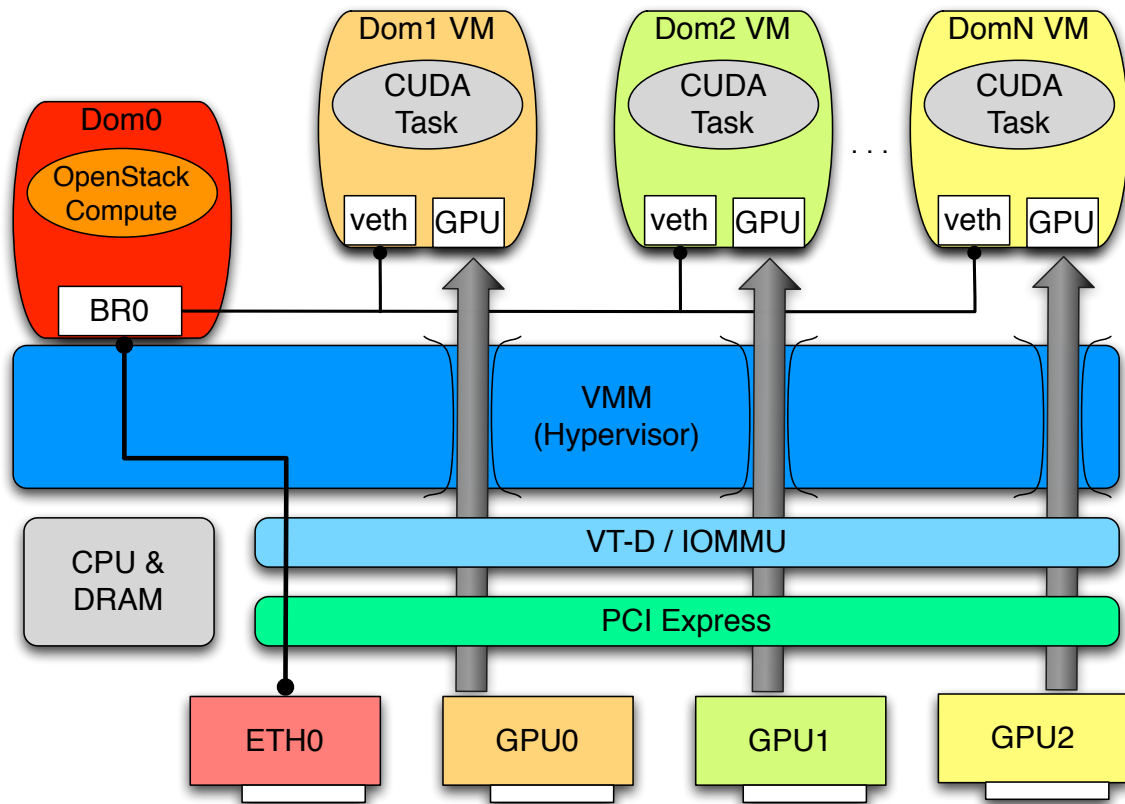 Dom1 VM
Dom2 VM
DomN VM
CUDA
Task
CUDA
Task
CUDA
Task
Dom0
OpenStack
Compute
. . .
veth
GPU
veth
GPU
veth
GPU
BR0
VMM
(Hypervisor)
VT-D / IOMMU
CPU &
DRAM
PCI Express
ETH0
GPU0
GPU1
GPU2